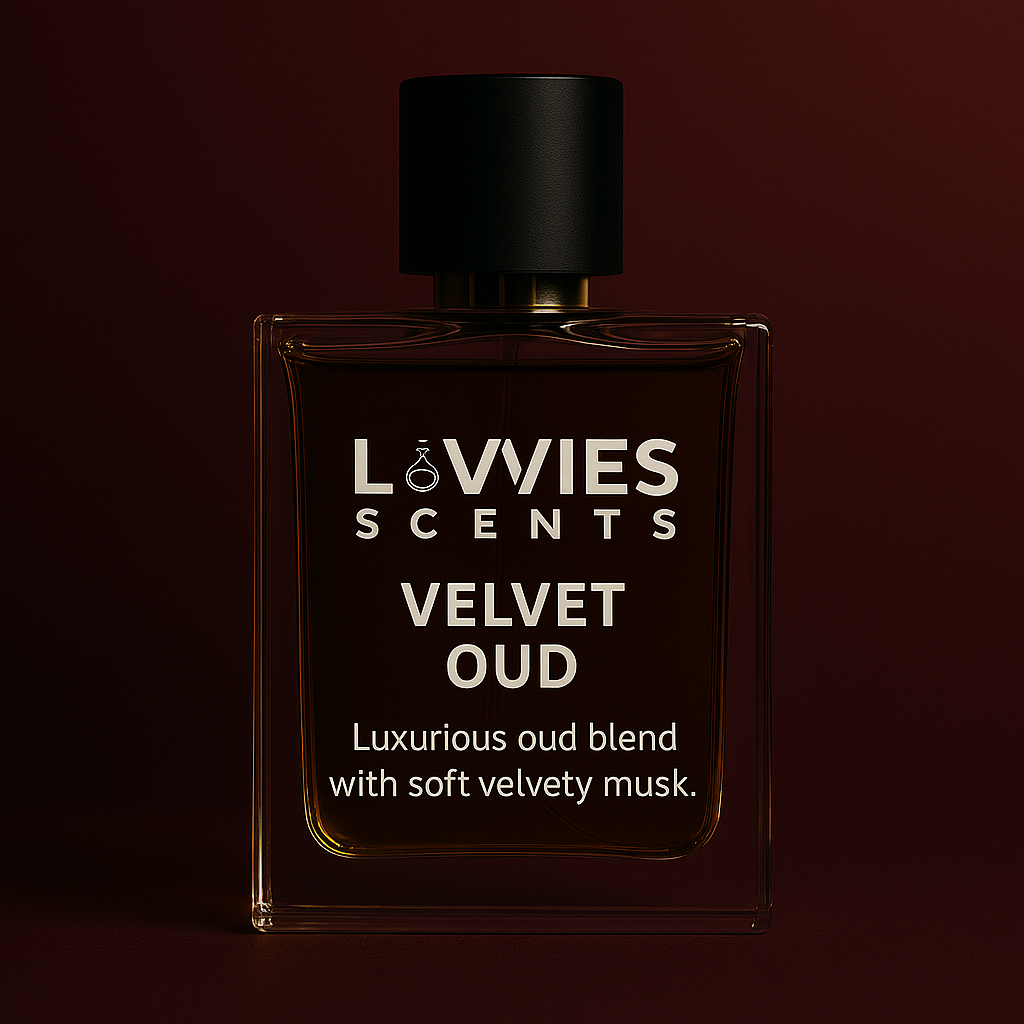 LOVVIES
SCENTS
VELVET
OUD
Luxurious oud blend
with soft velvety musk.